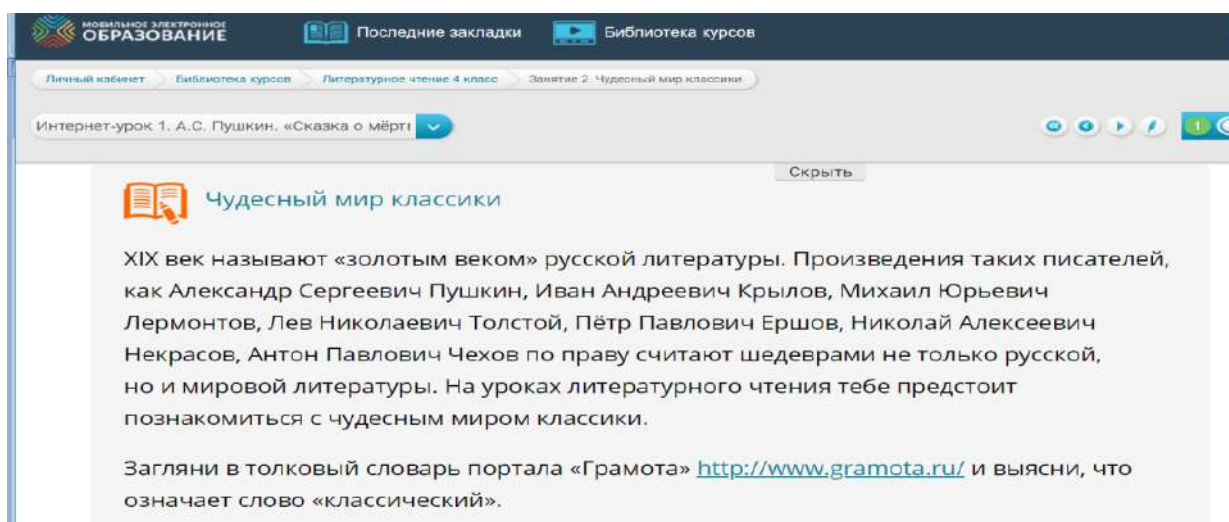 МОБИЛЬНОЕ ЭЛЕКТРОННОЕ
ОБРАЗОВАНИЕ
Последние закладки
Библиотека курсов
Личный кабинет
Библиотека курсов
Литературное чтение 4 класс
Занятие 2. Чудесный мир классики
Интернет-урок 1. А.С. Пушкин. «Сказка о мёртв
1
Скрыть
Чудесный мир классики
XIX век называют «золотым веком» русской литературы. Произведения таких писателей,
как Александр Сергеевич Пушкин, Иван Андреевич Крылов, Михаил Юрьевич
Лермонтов, Лев Николаевич Толстой, Пётр Павлович Ершов, Николай Алексеевич
Некрасов, Антон Павлович Чехов по праву считают шедеврами не только русской,
но и мировой литературы. На уроках литературного чтения тебе предстоит
познакомиться с чудесным миром классики.
Загляни в толковый словарь портала «Грамота» http://www.gramota.ru/ и выясни, что
означает слово «классический».